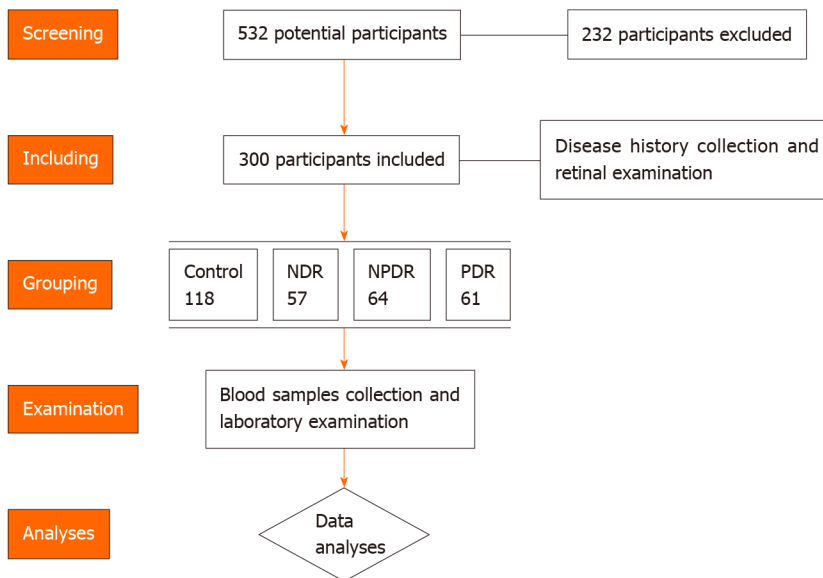 Screening
532 potential participants
232 participants excluded
Including
300 participants included
Disease history collection and
retinal examination
Grouping
Control
118
NDR
57
NPDR
64
PDR
61
Examination
Blood samples collection and
laboratory examination
Analyses
Data
analyses